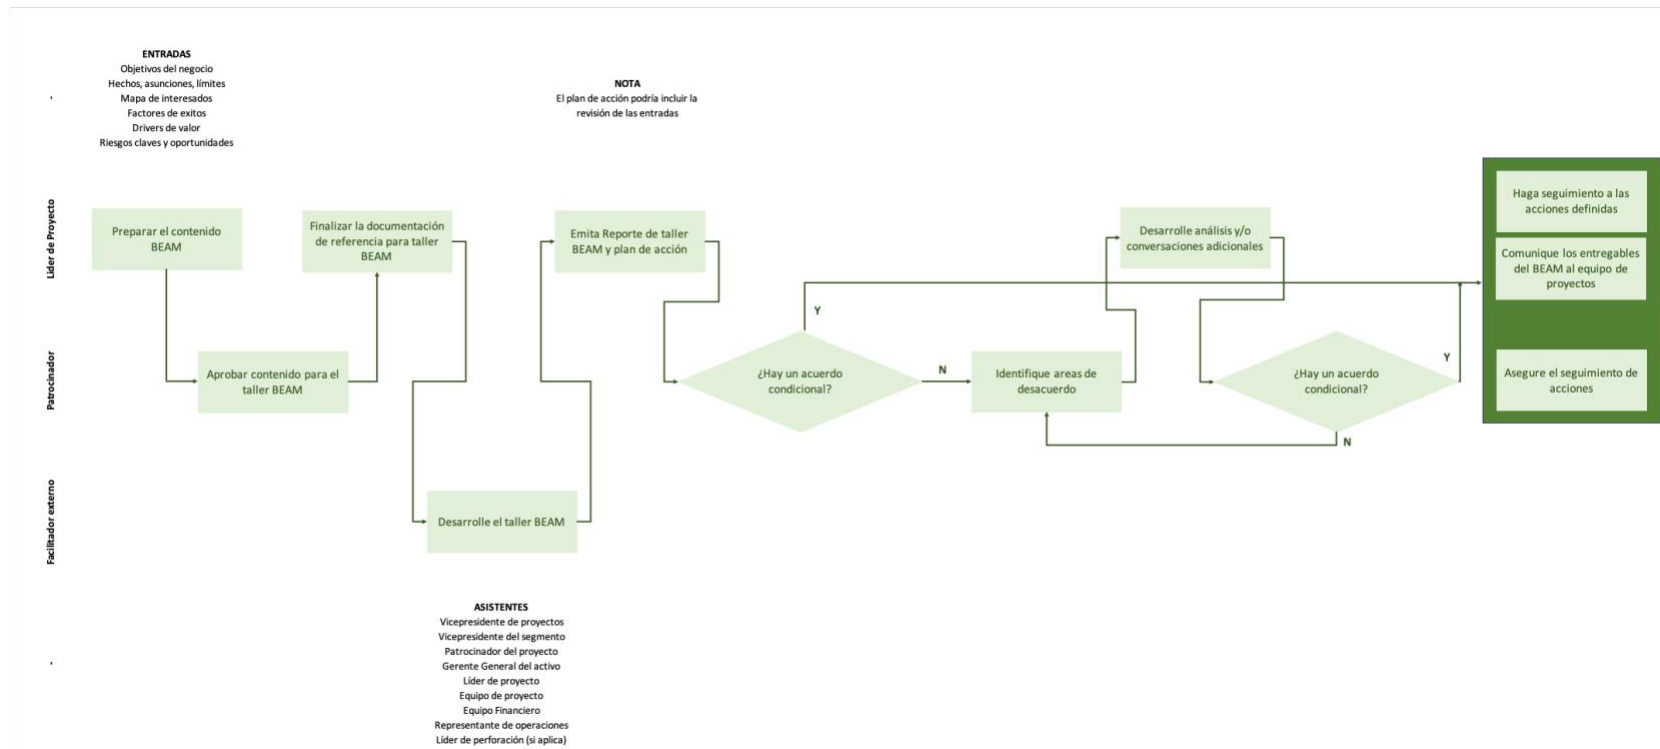 ENTRADAS
Objetivos del negocio
Hechos, asunciones, límites
Mapa de interesados
Factores de exitos
Drivers de valor
Riesgos claves y oportunidades
NOTA
El plan de acción podría incluir la
revisión de las entradas
Líder de Proyecto
Preparar el contenido
BEAM
Finalizar la documentación
de referencia para taller
BEAM
Emita Reporte de taller
BEAM y plan de acción
Desarrolle análisis y/o
conversaciones adicionales
Haga seguimiento a las
acciones definidas
Comunique los entregables
del BEAM al equipo de
proyectos
Patrocinador
Aprobar contenido para el
taller BEAM
¿Hay un acuerdo
condicional?
Y
N
Identifique areas de
desacuerdo
¿Hay un acuerdo
condicional?
Y
N
Asegure el seguimiento de
acciones
Facilitador externo
Desarrolle el taller BEAM
ASISTENTES
Vicepresidente de proyectos
Vicepresidente del segmento
Patrocinador del proyecto
Gerente General del activo
Líder de proyecto
Equipo de proyecto
Equipo Financiero
Representante de operaciones
Líder de perforación (si aplica)